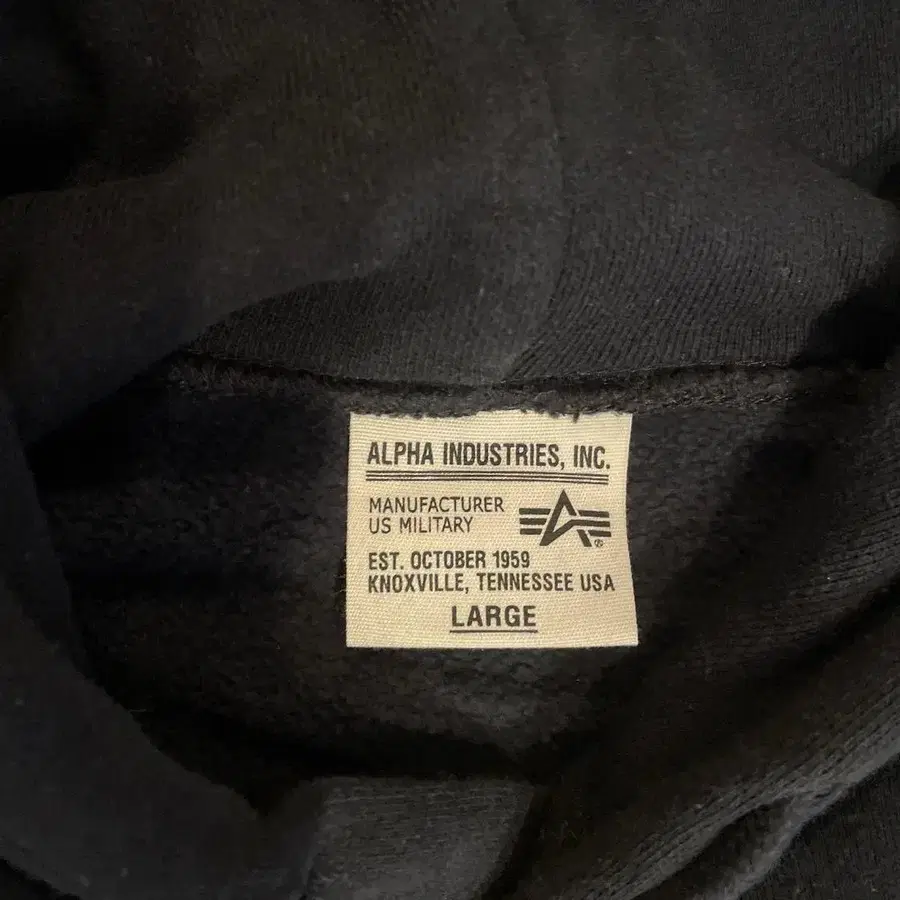 ALPHA INDUSTRIES, INC.
MANUFACTURER
US MILITARY
EST. OCTOBER 1959
KNOXVILLE, TENNESSEE USA
LARGE